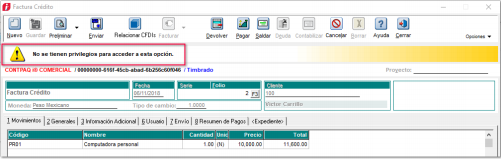 Factura Crédito
Nuevo Guardar Preliminar Enviar Relacionar CFDIs Facturar Devolver Pagar Saldar Deuda Contabilizar Cancelar Borrar Ayuda Cerrar Opciones
No se tienen privilegios para acceder a esta opción.
CONTPAQ i® COMERCIAL / 00000000-616f-45cb-abad-6b256c60f046 / Timbrado Proyecto:
Fecha Serie Folio Cliente
Factura Crédito 06/11/2018 2 100
Moneda: Peso Mexicano Tipo de cambio: 1.0000 Victor Carrillo
1 Movimientos 2 Generales 3 Información Adicional 6 Usuario 7 Envío 8 Resumen de Pagos <Expediente>
Código Nombre Cantidad Unid Precio Total
PR01 Computadora personal 1.00 (N) 10,000.00 11,600.00